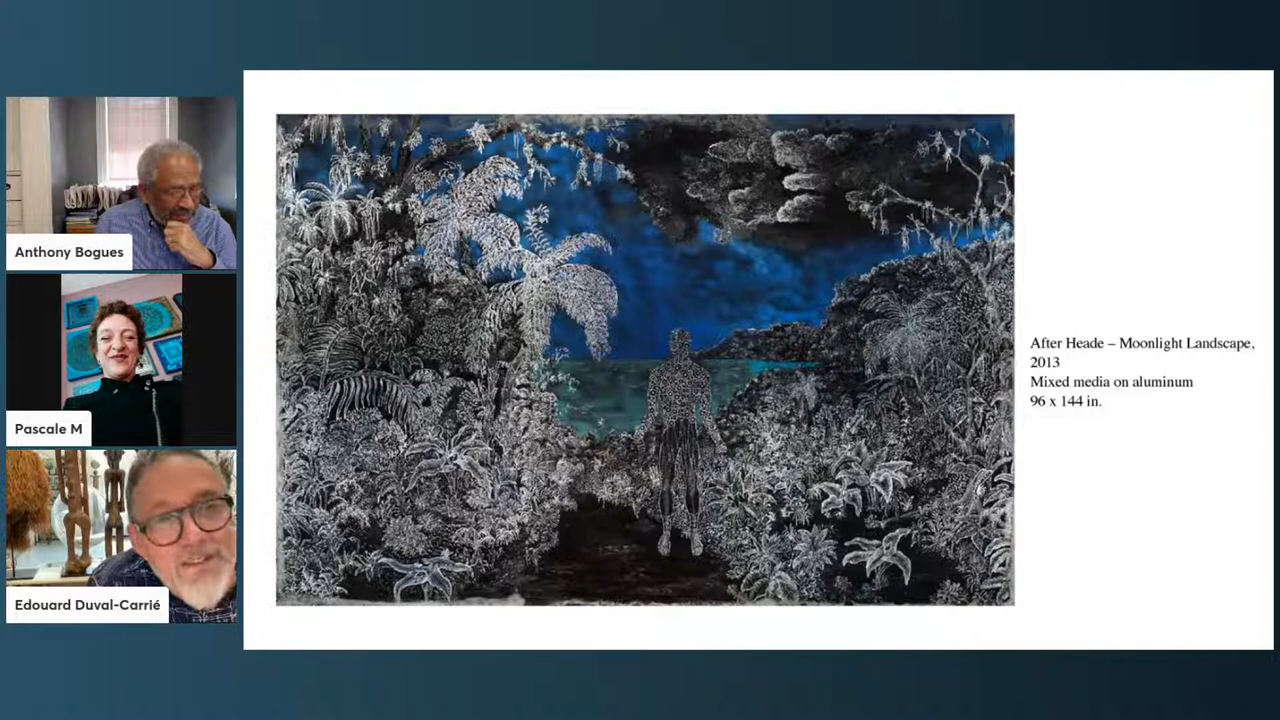 Anthony Bogues
Pascale M
Edouard Duval-Carrié
After Heade – Moonlight Landscape,
2013
Mixed media on aluminum
96 x 144 in.